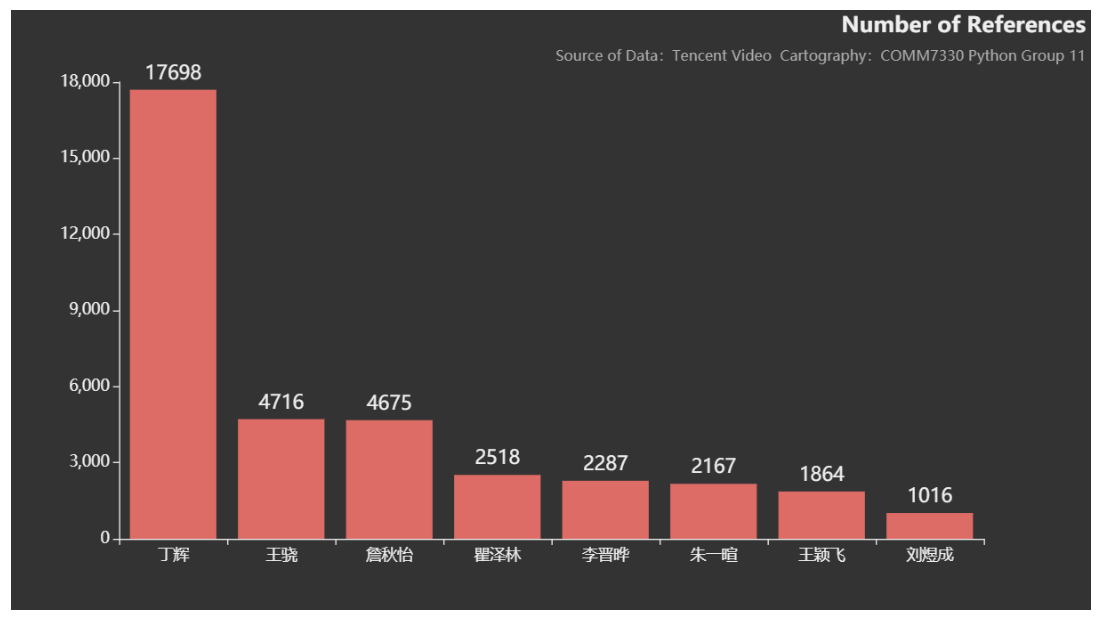 Number of References
Source of Data：Tencent Video Cartography：COMM7330 Python Group 11
18,000
15,000
12,000
9,000
6,000
3,000
0
17698
4716
4675
2518
2287
2167
1864
1016
丁辉
王骁
詹秋怡
瞿泽林
李晋晔
朱一暄
王颖飞
刘煜成